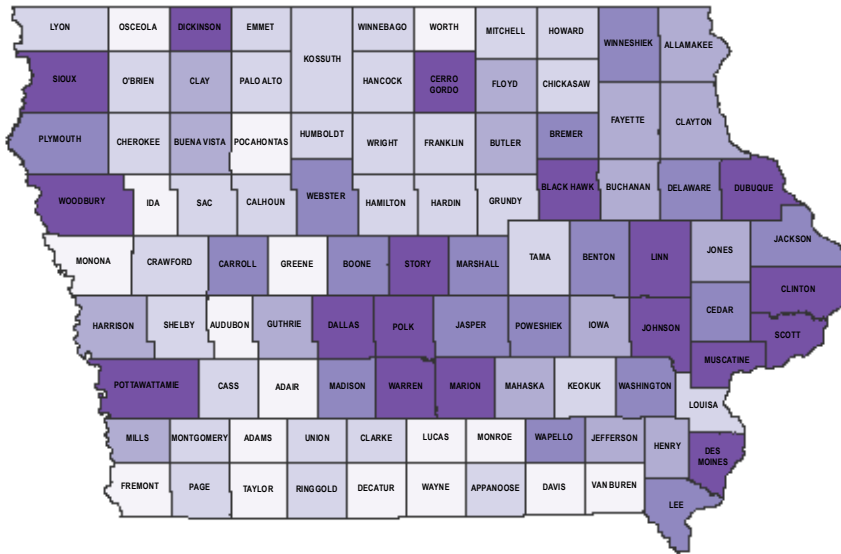 LYON
OSCEOLA
DICKINSON
EMMET
WINNEBAGO
WORTH
MITCHELL
HOWARD
WINNESHIEK
ALLAMAKEE
KOSSUTH
SIOUX
O'BRIEN
CLAY
PALO ALTO
HANCOCK
CERRO
GORDO
FLOYD
CHICKASAW
FAYETTE
CLAYTON
PLYMOUTH
CHEROKEE
BUENA VISTA
POCAHONTAS
HUMBOLDT
WRIGHT
FRANKLIN
BUTLER
BREMER
WOODBURY
IDA
SAC
CALHOUN
WEBSTER
HAMILTON
HARDIN
GRUNDY
BLACK HAWK
BUCHANAN
DELAWARE
DUBUQUE
MONONA
CRAWFORD
CARROLL
GREENE
BOONE
STORY
MARSHALL
TAMA
BENTON
LINN
JONES
JACKSON
CLINTON
HARRISON
SHELBY
AUDUBON
GUTHRIE
DALLAS
POLK
JASPER
POWESHIEK
IOWA
JOHNSON
CEDAR
SCOTT
MUSCATINE
POTTAWATTAMIE
CASS
ADAIR
MADISON
WARREN
MARION
MAHASKA
KEOKUK
WASHINGTON
LOUISA
MILLS
MONTGOMERY
ADAMS
UNION
CLARKE
LUCAS
MONROE
WAPELLO
JEFFERSON
HENRY
DES
MOINES
FREMONT
PAGE
TAYLOR
RINGGOLD
DECATUR
WAYNE
APPANOOSE
DAVIS
VAN BUREN
LEE